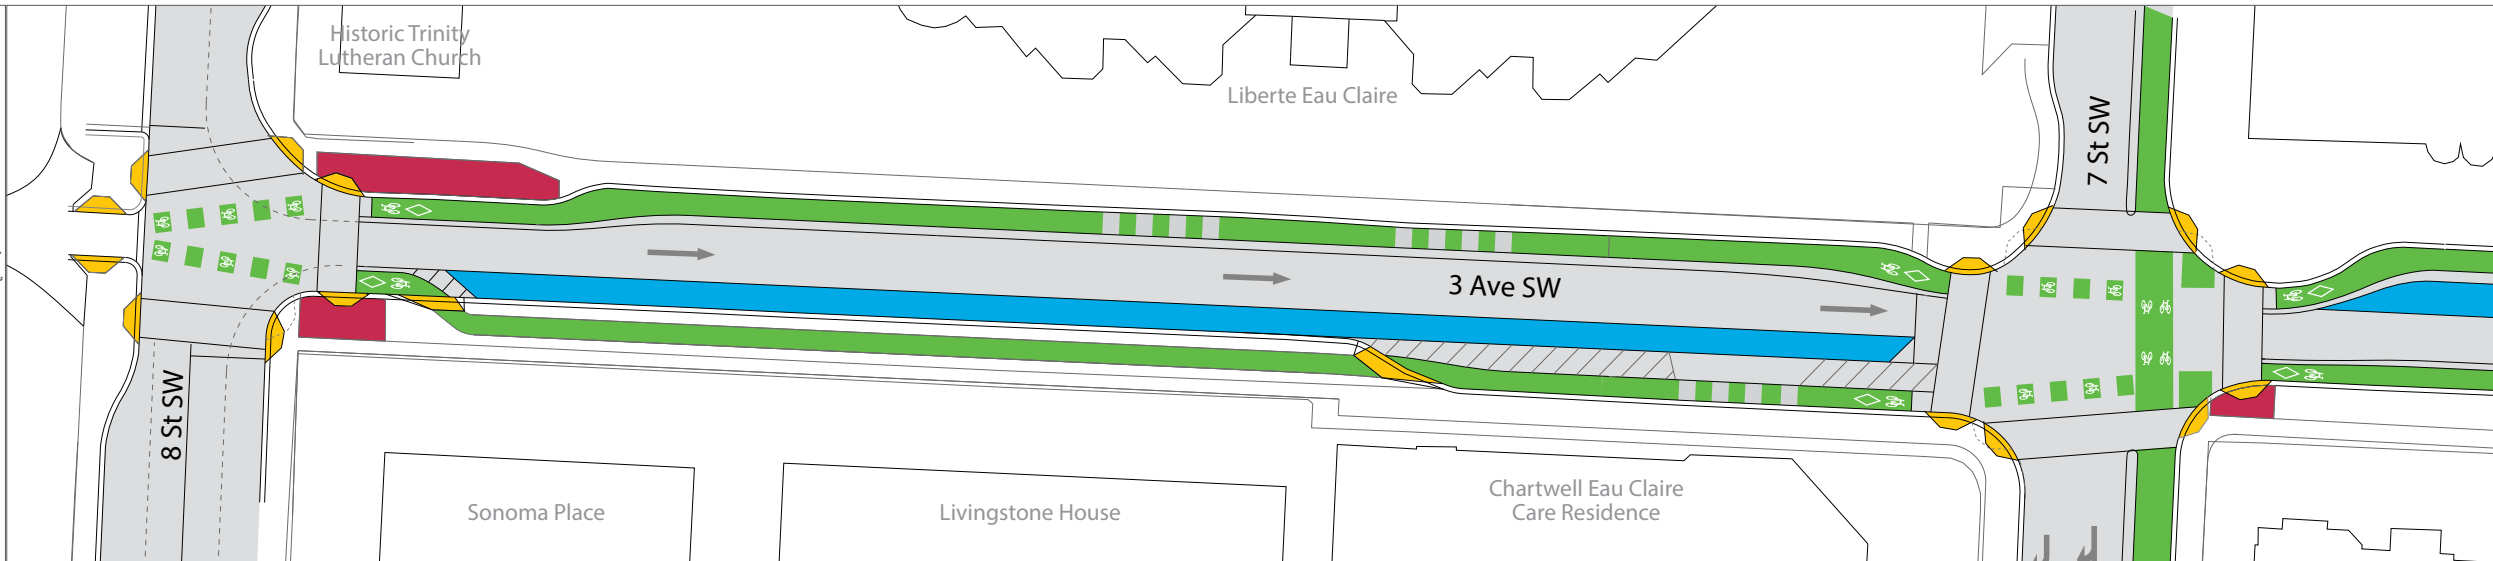 Historic Trinity
Lutheran Church
Liberte Eau Claire
7 St SW
3 Ave SW
8 St SW
Sonoma Place
Livingstone House
Chartwell Eau Claire
Care Residence